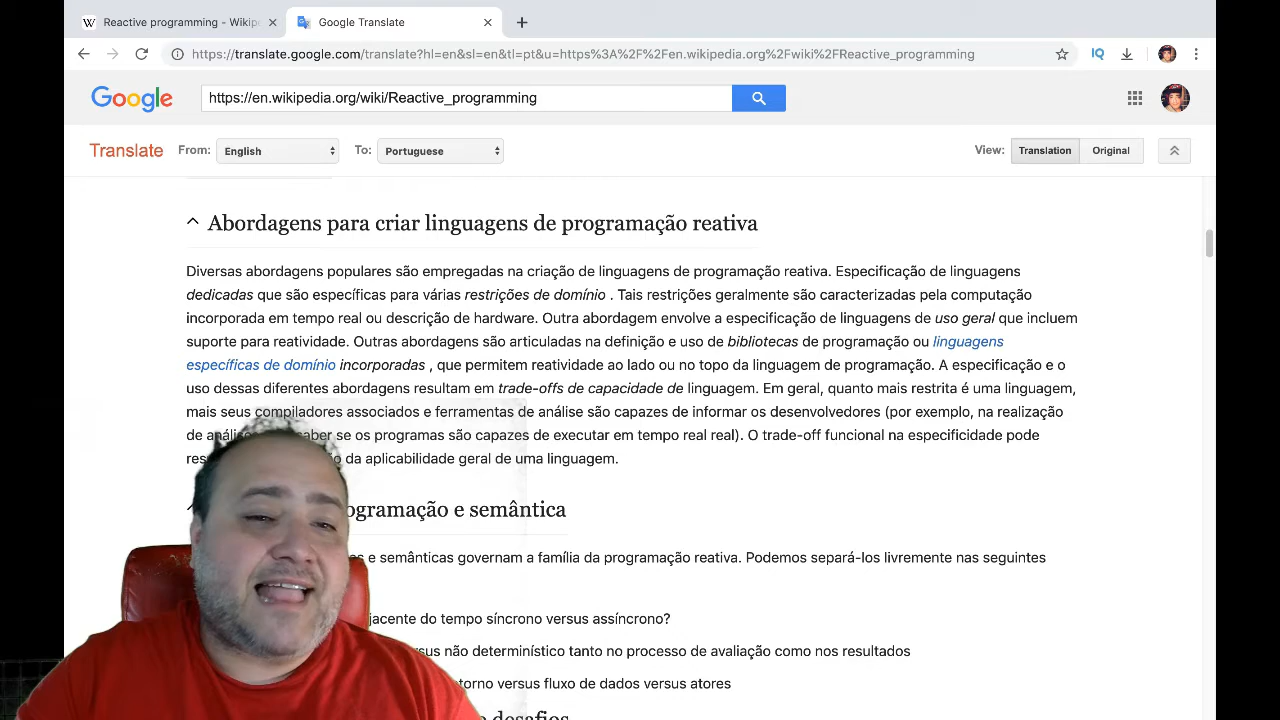 Reactive programming - Wikipe
Google Translate
https://translate.google.com/translate?hl=en&sl=en&tl=pt&u=https%3A%2F%2Fen.wikipedia.org%2Fwiki%2FReactive_programming
IQ
Google
https://en.wikipedia.org/wiki/Reactive_programming
Translate From: English To: Portuguese View: Translation Original
Abordagens para criar linguagens de programação reativa
Diversas abordagens populares são empregadas na criação de linguagens de programação reativa. Especificação de linguagens
dedicadas que são específicas para várias restrições de domínio . Tais restrições geralmente são caracterizadas pela computação
incorporada em tempo real ou descrição de hardware. Outra abordagem envolve a especificação de linguagens de uso geral que incluem
suporte para reatividade. Outras abordagens são articuladas na definição e uso de bibliotecas de programação ou linguagens
específicas de domínio incorporadas , que permitem reatividade ao lado ou no topo da linguagem de programação. A especificação e o
uso dessas diferentes abordagens resultam em trade-offs de capacidade de linguagem. Em geral, quanto mais restrita é uma linguagem,
mais seus compiladores associados e ferramentas de análise são capazes de informar os desenvolvedores (por exemplo, na realização
de se os programas são capazes de executar em tempo real real). O trade-off funcional na especificidade pode
da aplicabilidade geral de uma linguagem.
e semântica
e semânticas governam a família da programação reativa. Podemos separá-los livremente nas seguintes
do tempo síncrono versus assíncrono?
não determinístico tanto no processo de avaliação como nos resultados
versus fluxo de dados versus atores
desafios